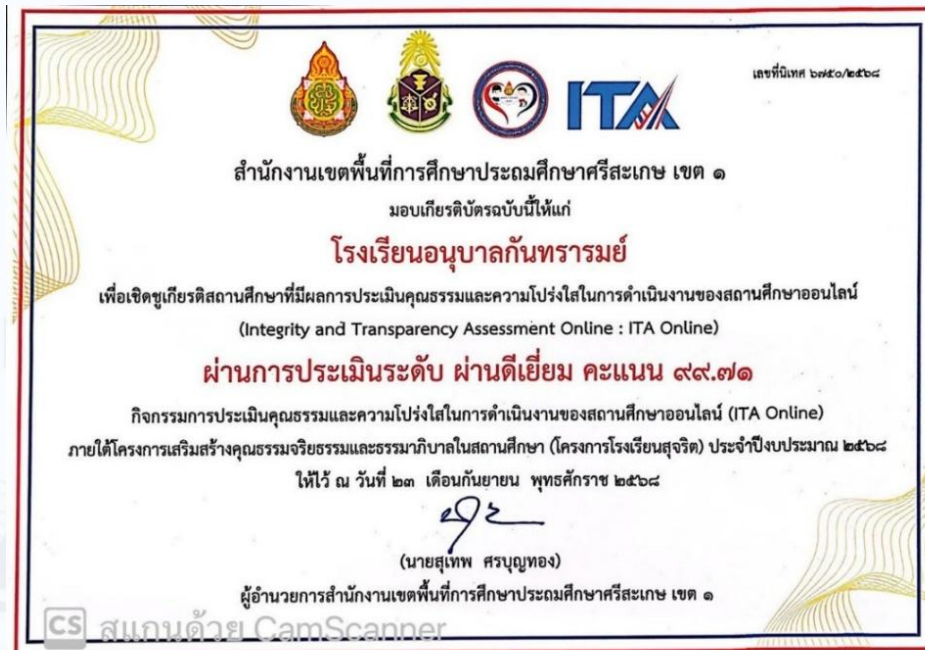 เลขที่นิเทศ ๖๗๕๐/๒๕๖๘
ITA
สำนักงานเขตพื้นที่การศึกษาประถมศึกษาศรีสะเกษ เขต ๑
มอบเกียรติบัตรฉบับนี้ให้แก่
โรงเรียนอนุบาลกันทรารมย์
เพื่อเชิดชูเกียรติสถานศึกษาที่มีผลการประเมินคุณธรรมและความโปร่งใสในการดำเนินงานของสถานศึกษาออนไลน์
(Integrity and Transparency Assessment Online : ITA Online)
ผ่านการประเมินระดับ ผ่านดีเยี่ยม คะแนน ๙๙.๗๑
กิจกรรมการประเมินคุณธรรมและความโปร่งใสในการดำเนินงานของสถานศึกษาออนไลน์ (ITA Online)
ภายใต้โครงการเสริมสร้างคุณธรรมจริยธรรมและธรรมาภิบาลในสถานศึกษา (โครงการโรงเรียนสุจริต) ประจำปีงบประมาณ ๒๕๖๘
ให้ไว้ ณ วันที่ ๒๓ เดือนกันยายน พุทธศักราช ๒๕๖๘
(นายสุเทพ ศรบุญทอง)
ผู้อำนวยการสำนักงานเขตพื้นที่การศึกษาประถมศึกษาศรีสะเกษ เขต ๑
CS สแกนด้วย CamScanner